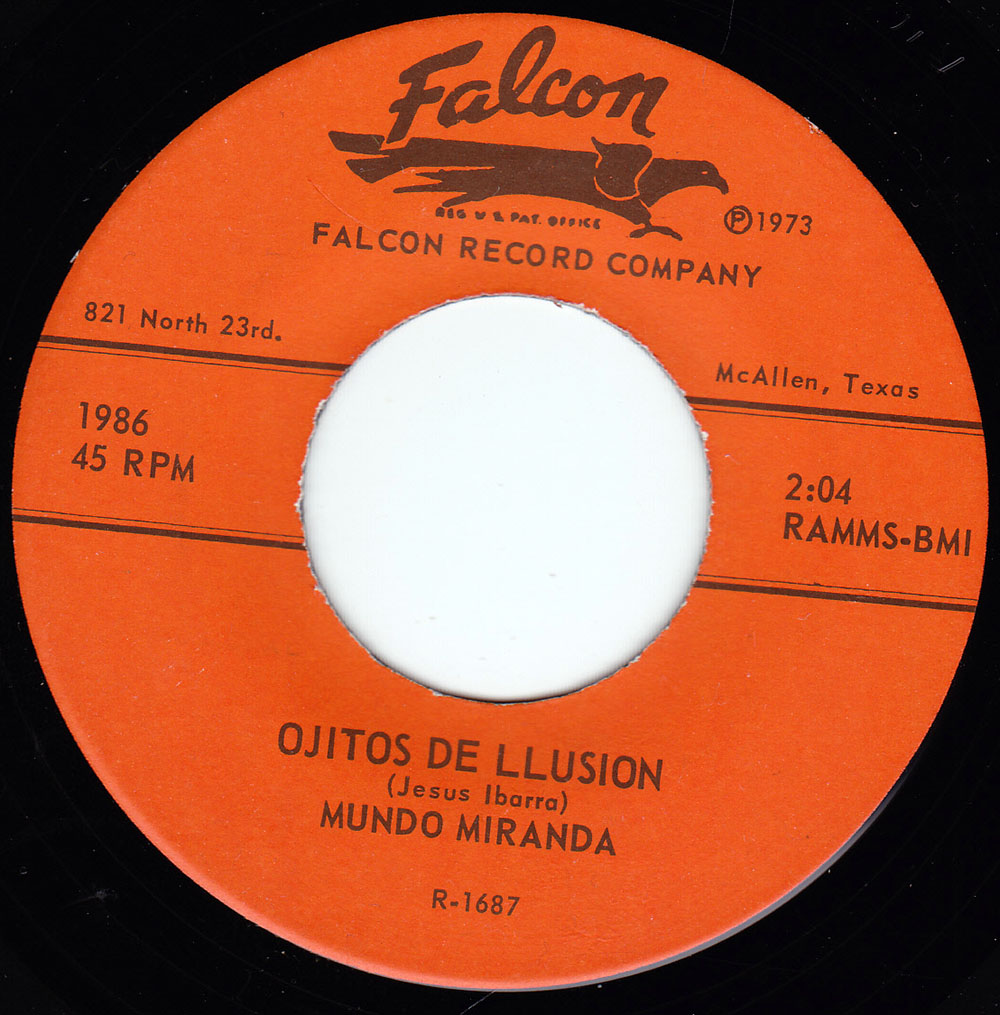 Falcon
REG U S PAT. OFFICE
Ⓟ1973
FALCON RECORD COMPANY
821 North 23rd.
McAllen, Texas
1986
45 RPM
2:04
RAMMS-BMI
OJITOS DE LLUSION
(Jesus Ibarra)
MUNDO MIRANDA
R-1687